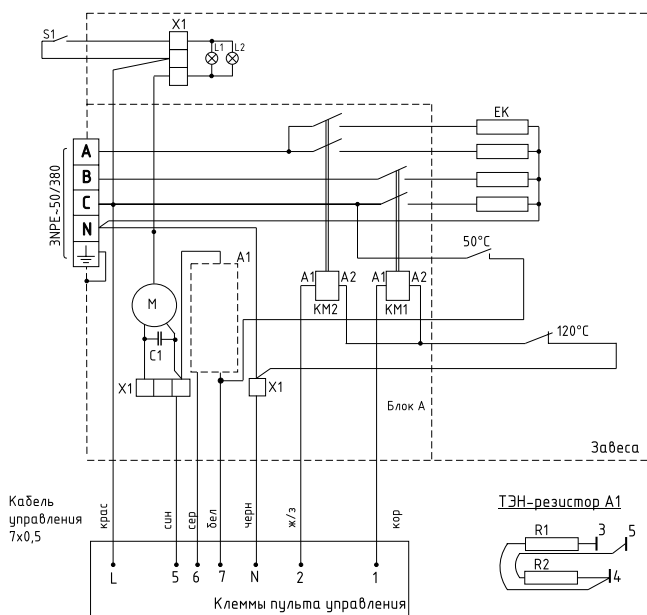 X1
S1
L1
L2
EK
A
B
C
N
3NPE~50/380
50°C
A1
A1
A2
A1
A2
KM2
KM1
M
C1
120°C
X1
X1
Блок А
Завеса
Кабель
управления
7х0,5
крас
син
сер
бел
черн
ж/з
кор
ТЭН-резистор А1
R1
3
5
R2
4
L
5
6
7
N
2
1
Клеммы пульта управления